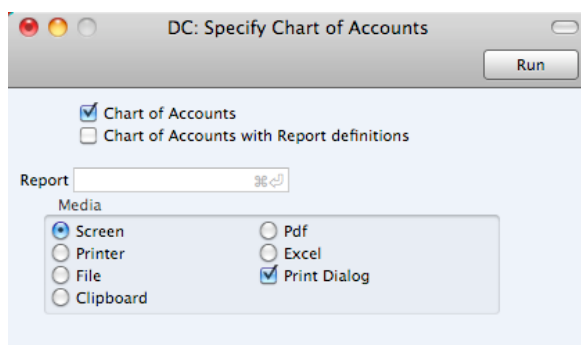 DC: Specify Chart of Accounts
Run
Chart of Accounts
Chart of Accounts with Report definitions
Report ⌘⏎
Media
Screen
Pdf
Printer
Excel
File
Print Dialog
Clipboard